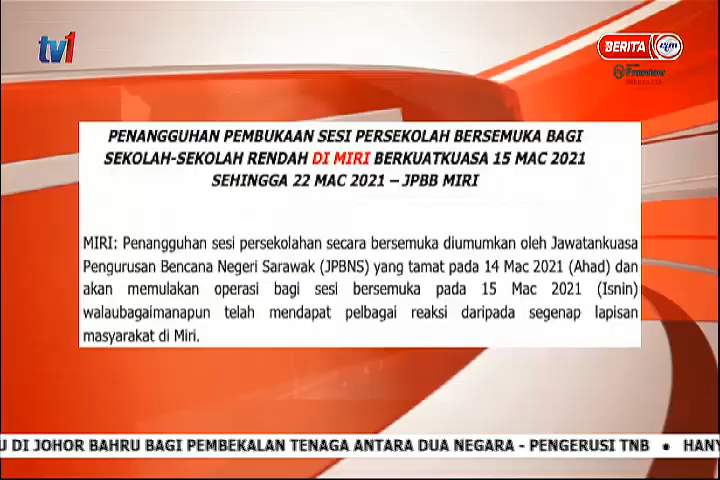 tv1
BERITA rtm
Freeview
PENANGGUHAN PEMBUKAAN SESI PERSEKOLAH BERSEMUKA BAGI
SEKOLAH-SEKOLAH RENDAH DI MIRI BERKUATKUASA 15 MAC 2021
SEHINGGA 22 MAC 2021 – JPBB MIRI
MIRI: Penangguhan sesi persekolahan secara bersemuka diumumkan oleh Jawatankuasa
Pengurusan Bencana Negeri Sarawak (JPBNS) yang tamat pada 14 Mac 2021 (Ahad) dan
akan memulakan operasi bagi sesi bersemuka pada 15 Mac 2021 (Isnin)
walaubagaimanapun telah mendapat pelbagai reaksi daripada segenap lapisan
masyarakat di Miri.
U DI JOHOR BAHRU BAGI PEMBEKALAN TENAGA ANTARA DUA NEGARA - PENGERUSI TNB • HANY